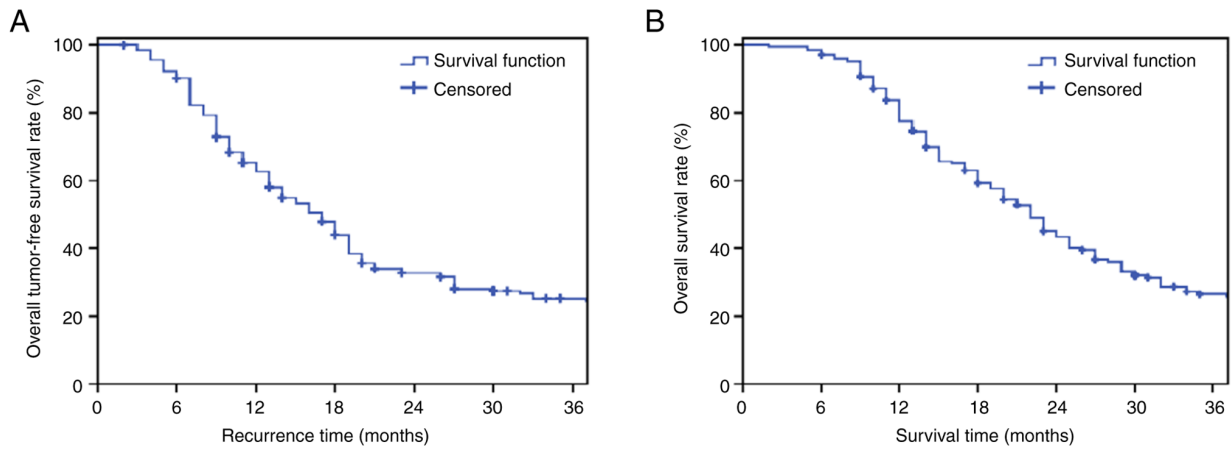 A
Overall tumor-free survival rate (%)
100
80
60
40
20
0
0 6 12 18 24 30 36
Recurrence time (months)
Survival function
Censored
B
Overall survival rate (%)
100
80
60
40
20
0
0 6 12 18 24 30 36
Survival time (months)
Survival function
Censored